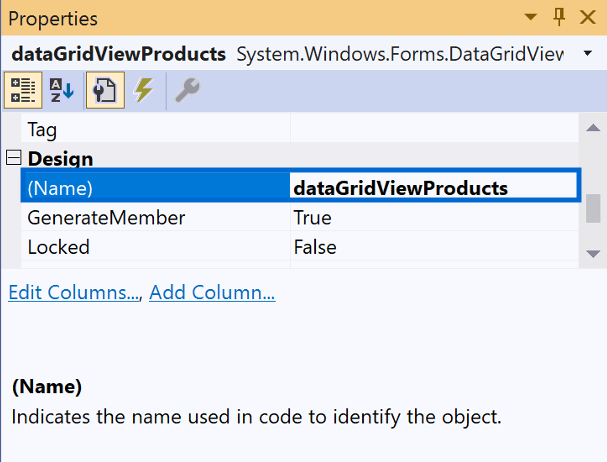 Properties
dataGridViewProducts System.Windows.Forms.DataGridView
Tag
Design
(Name) dataGridViewProducts
GenerateMember True
Locked False
Edit Columns..., Add Column...
(Name)
Indicates the name used in code to identify the object.